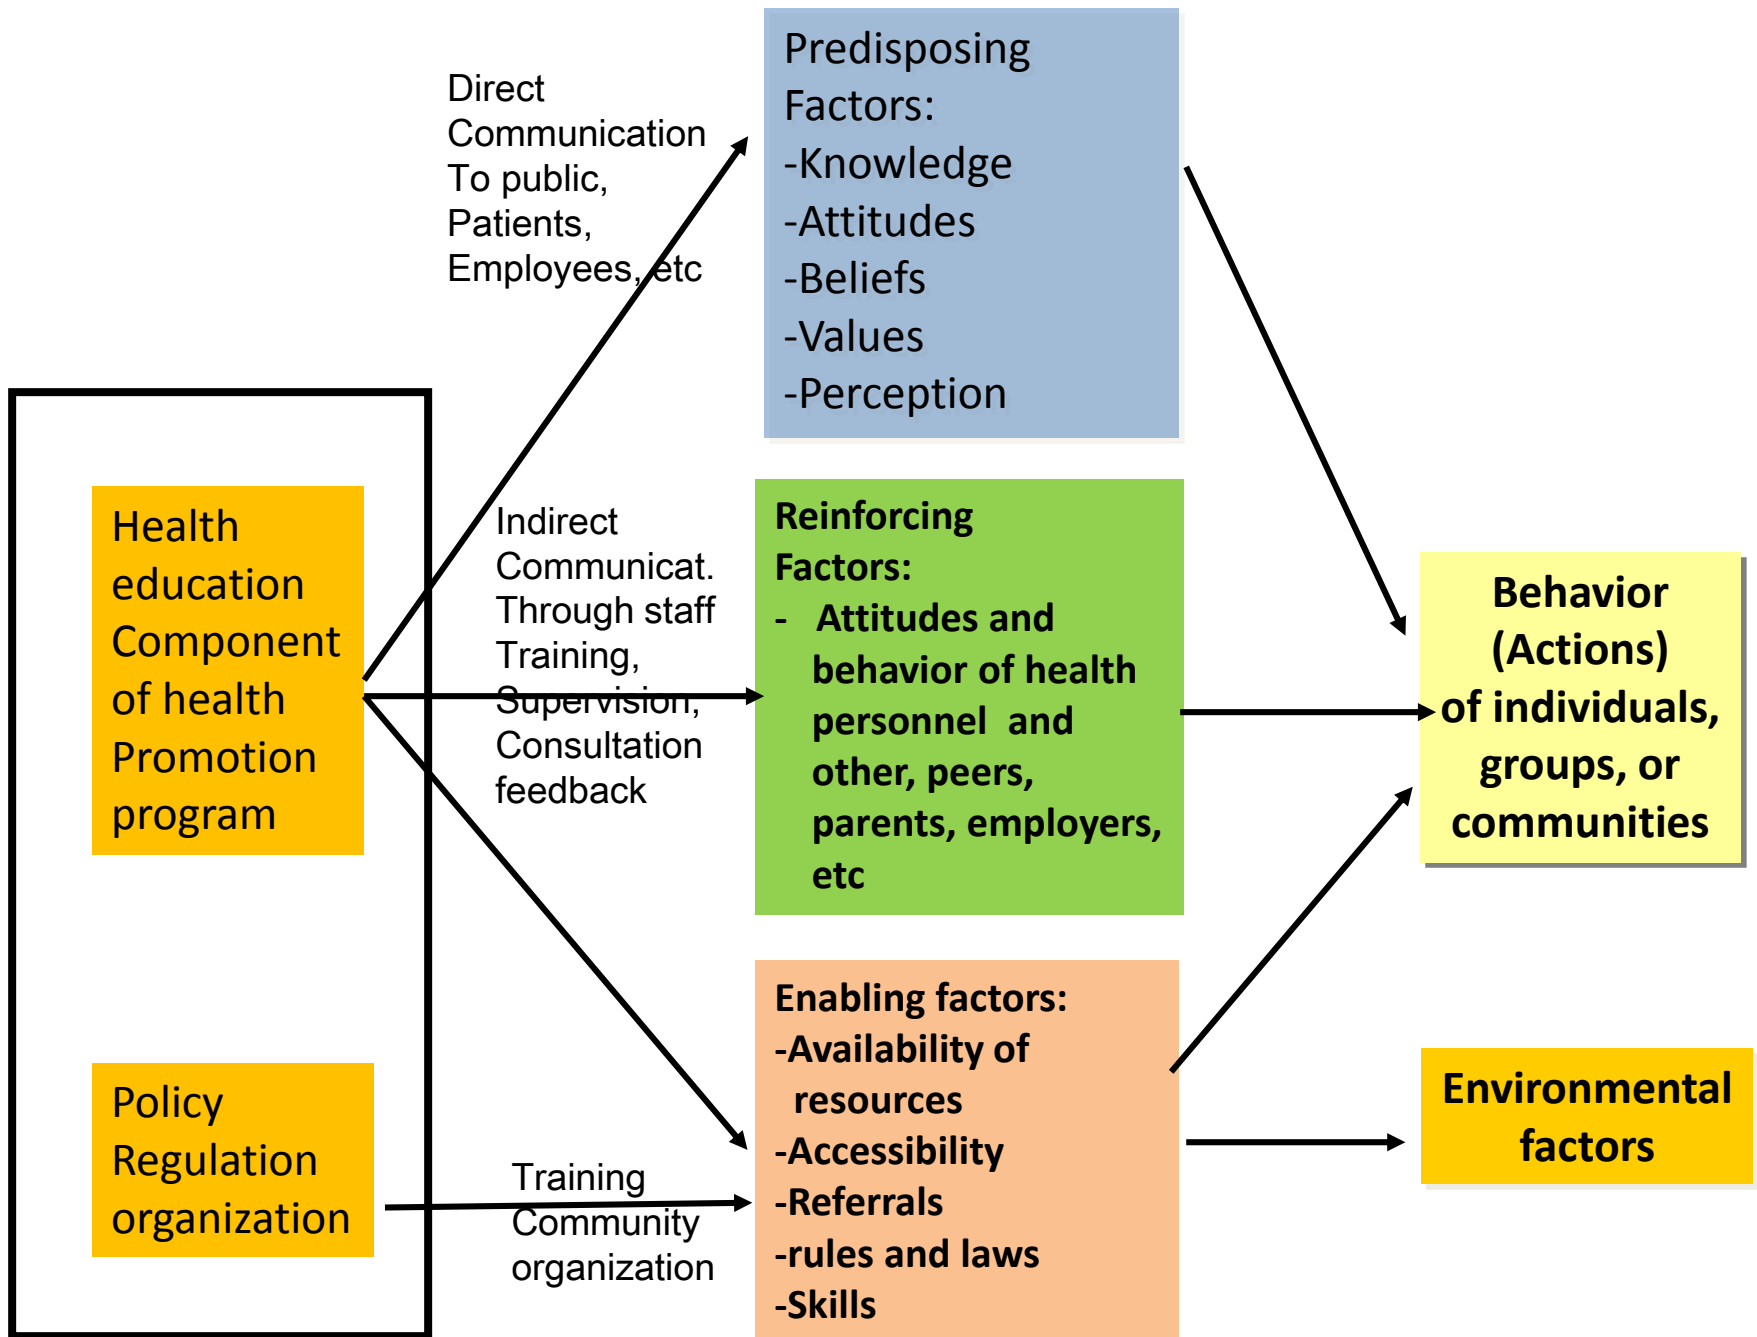 Direct
Communication
To public,
Patients,
Employees, etc
Predisposing
Factors:
-Knowledge
-Attitudes
-Beliefs
-Values
-Perception
Health
education
Component
of health
Promotion
program
Indirect
Communicat.
Through staff
Training,
Supervision,
Consultation
feedback
Reinforcing
Factors:
- Attitudes and
behavior of health
personnel and
other, peers,
parents, employers,
etc
Behavior
(Actions)
of individuals,
groups, or
communities
Policy
Regulation
organization
Training
Community
organization
Enabling factors:
-Availability of
resources
-Accessibility
-Referrals
-rules and laws
-Skills
Environmental
factors